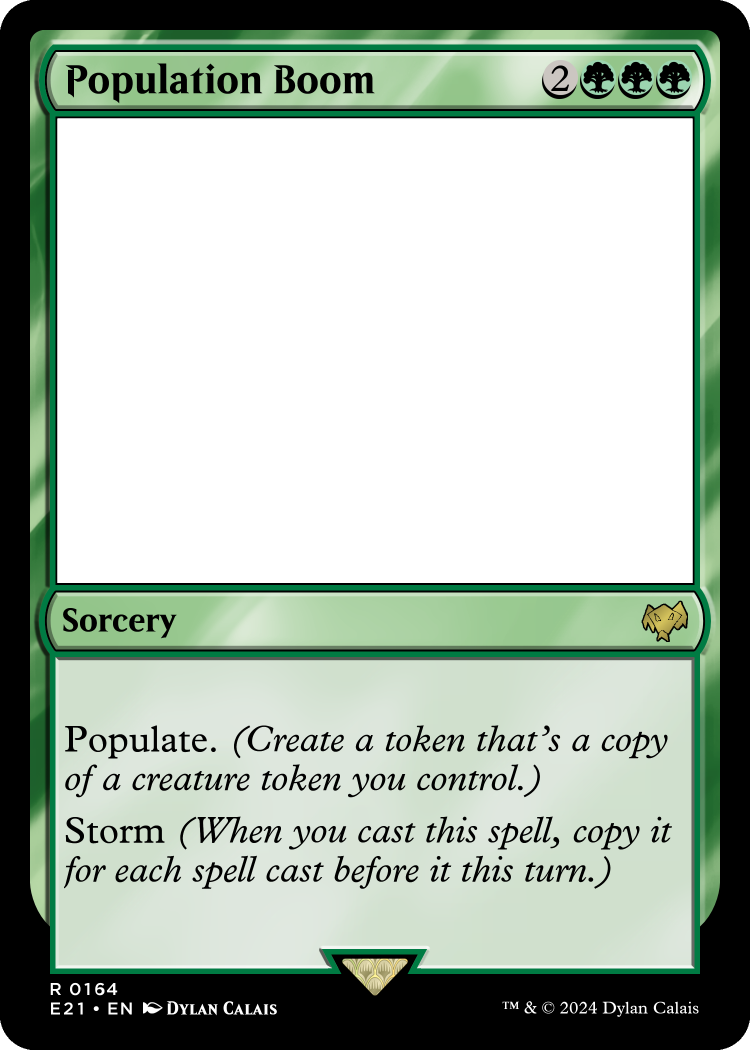 Population Boom 2
Sorcery
Populate. (Create a token that's a copy
of a creature token you control.)
Storm (When you cast this spell, copy it
for each spell cast before it this turn.)
R 0164
E21 • EN Dylan Calais
™ & © 2024 Dylan Calais